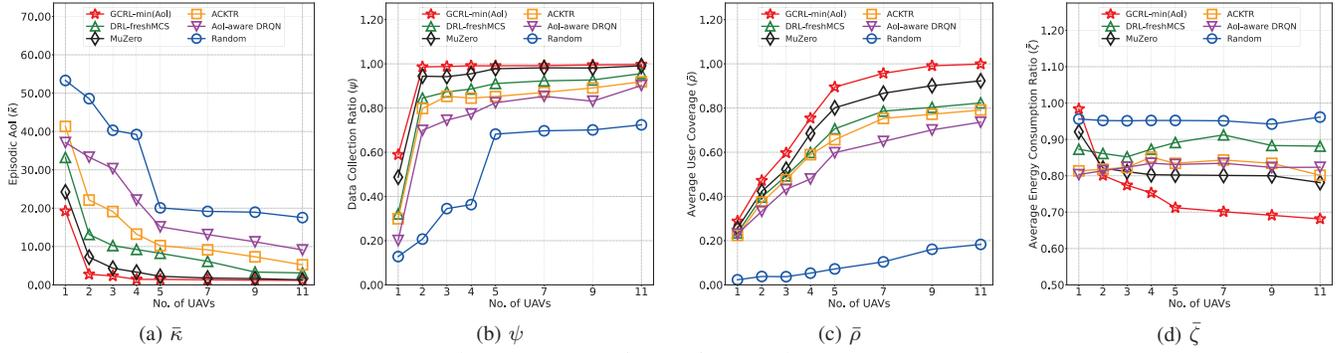 GCRL-min(AoI)
DRL-freshMCS
MuZero
ACKTR
AoI-aware DRQN
Random
70.00
60.00
50.00
40.00
30.00
20.00
10.00
0.00
Episodic AoI (κ̄)
1 2 3 4 5 7 9 11
No. of UAVs
(a) κ̄
GCRL-min(AoI)
DRL-freshMCS
MuZero
ACKTR
AoI-aware DRQN
Random
1.20
1.00
0.80
0.60
0.40
0.20
0.00
Data Collection Ratio (ψ)
1 2 3 4 5 7 9 11
No. of UAVs
(b) ψ
GCRL-min(AoI)
DRL-freshMCS
MuZero
ACKTR
AoI-aware DRQN
Random
1.20
1.00
0.80
0.60
0.40
0.20
0.00
Average User Coverage (ρ̄)
1 2 3 4 5 7 9 11
No. of UAVs
(c) ρ̄
GCRL-min(AoI)
DRL-freshMCS
MuZero
ACKTR
AoI-aware DRQN
Random
1.20
1.10
1.00
0.90
0.80
0.70
0.60
0.50
Average Energy Consumption Ratio (ζ̄)
1 2 3 4 5 7 9 11
No. of UAVs
(d) ζ̄